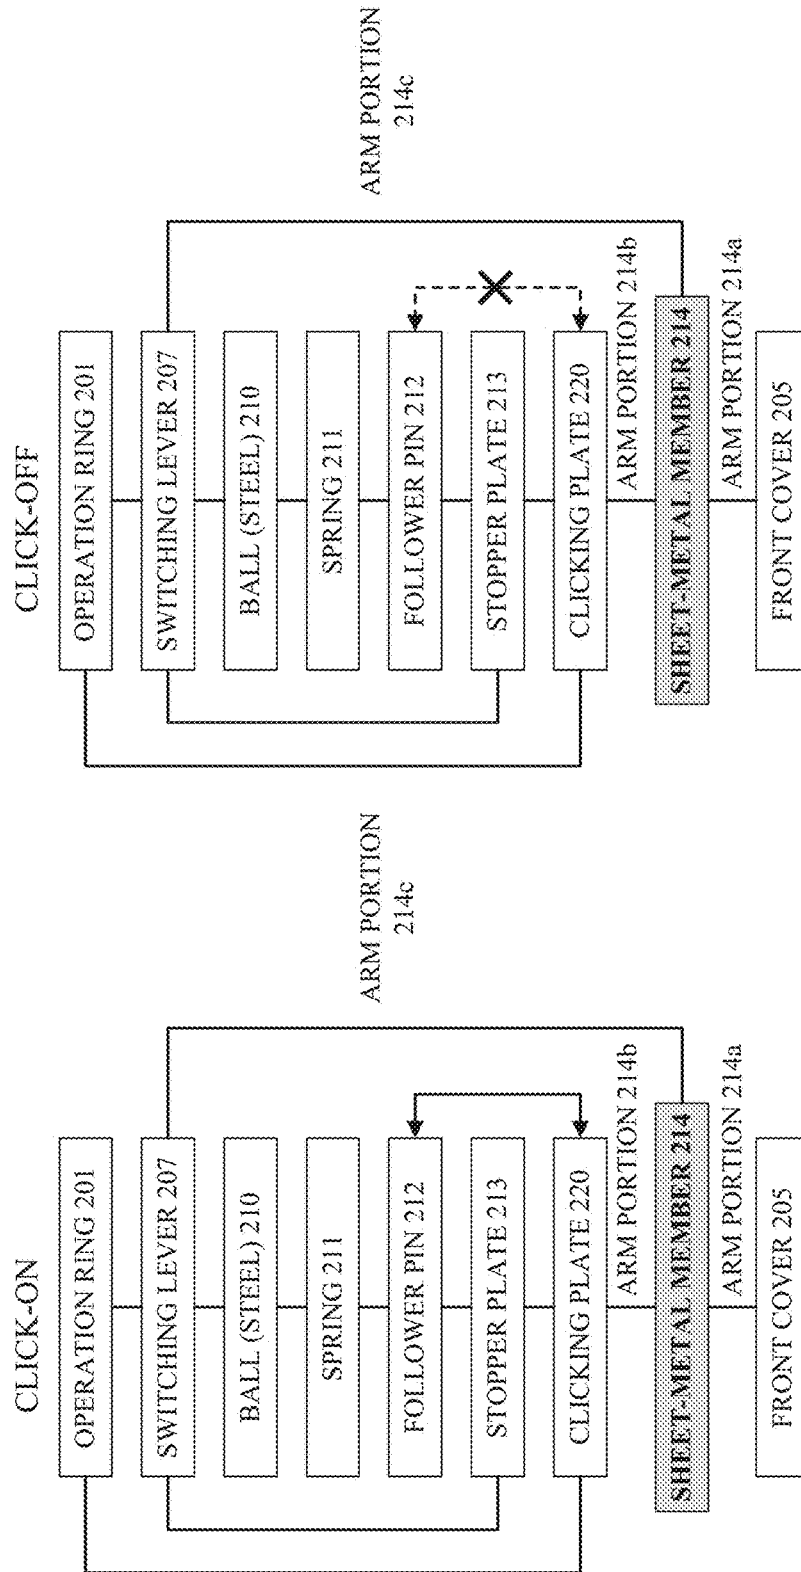 CLICK-ON
OPERATION RING 201
SWITCHING LEVER 207
BALL (STEEL) 210
SPRING 211
FOLLOWER PIN 212
STOPPER PLATE 213
CLICKING PLATE 220
ARM PORTION 214b
SHEET-METAL MEMBER 214
ARM PORTION 214a
FRONT COVER 205
ARM PORTION
214c
CLICK-OFF
OPERATION RING 201
SWITCHING LEVER 207
BALL (STEEL) 210
SPRING 211
FOLLOWER PIN 212
STOPPER PLATE 213
CLICKING PLATE 220
ARM PORTION 214b
SHEET-METAL MEMBER 214
ARM PORTION 214a
FRONT COVER 205
ARM PORTION
214c